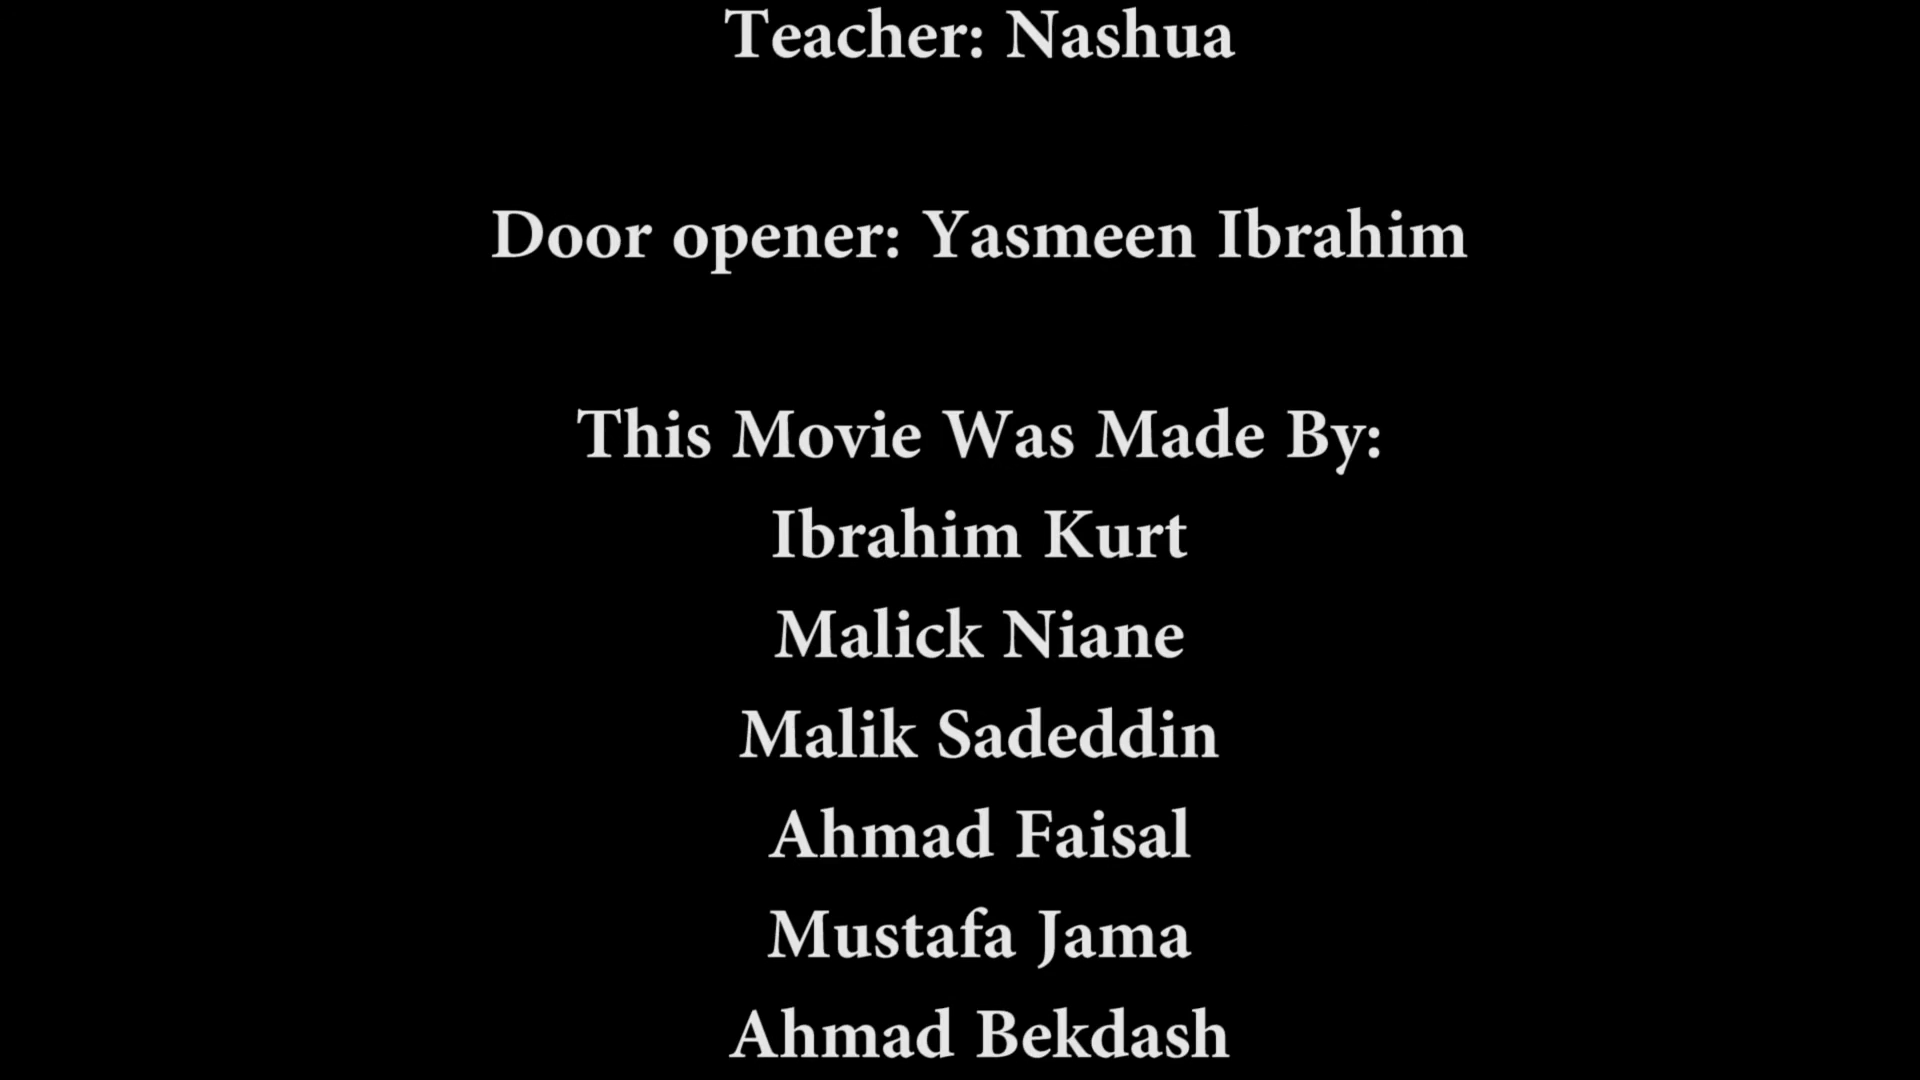 Teacher: Nashua
Door opener: Yasmeen Ibrahim
This Movie Was Made By:
Ibrahim Kurt
Malick Niane
Malik Sadeddin
Ahmad Faisal
Mustafa Jama
Ahmad Bekdash